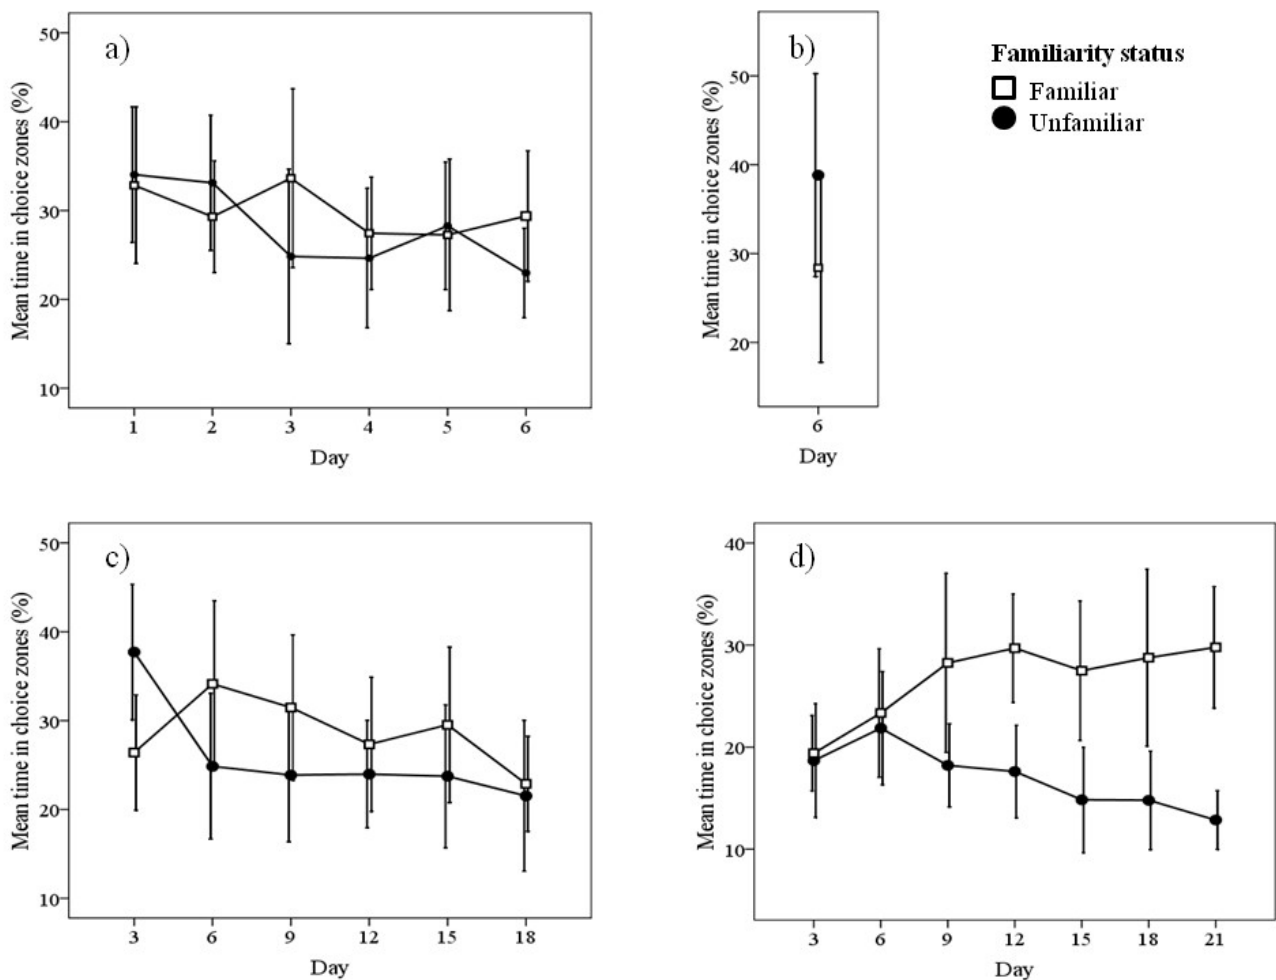 a)
Mean time in choice zones (%)
50
40
30
20
10
1 2 3 4 5 6
Day
b)
Mean time in choice zones (%)
50
40
30
20
6
Day
Familiarity status
Familiar
Unfamiliar
c)
Mean time in choice zones (%)
50
40
30
20
10
3 6 9 12 15 18
Day
d)
Mean time in choice zones (%)
40
30
20
10
3 6 9 12 15 18 21
Day